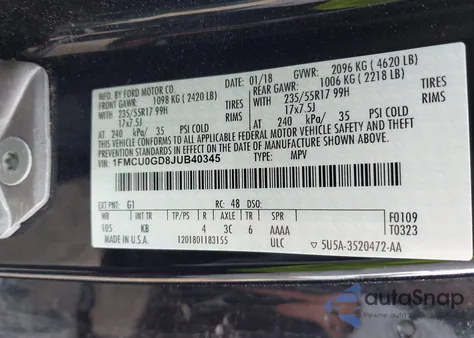 MFD. BY FORD MOTOR CO.
01/18 GVWR: 2096 KG (4620 LB)
FRONT GAWR: 1098 KG (2420 LB) TIRES REAR GAWR: 1006 KG (2218 LB) TIRES
235/55R17 99H 235/55R17 99H
17x7.5J RIMS 17x7.5J RIMS
AT 240 kPa/ 35 PSI COLD AT 240 kPa/ 35 PSI COLD
THIS VEHICLE CONFORMS TO ALL APPLICABLE FEDERAL MOTOR VEHICLE SAFETY, BUMPER, AND THEFT
PREVENTION STANDARDS IN EFFECT ON THE DATE OF MANUFACTURE SHOWN ABOVE.
VIN: 1FMCU0GD8JUB40345
TYPE: MPV
EXT PNT: G1 RC: 48 DSO: F0109
WB INT TR TP/PS R AXLE TR SPR T0323
105 KB 4 3C 6 AAAA
MADE IN U.S.A. 1201801183155 ULC 5U5A-3520472-AA
autoSnap
Pewne auto